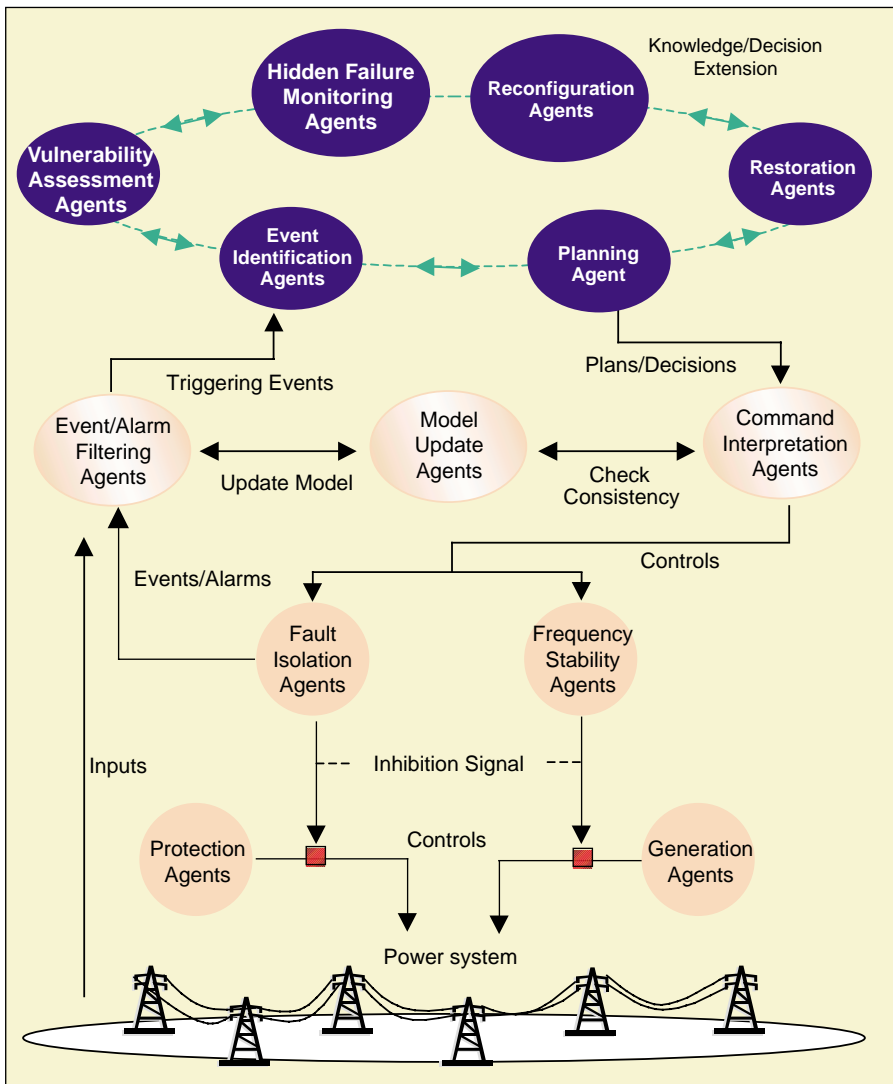 Knowledge/Decision
Extension
Hidden Failure
Monitoring
Agents
Reconfiguration
Agents
Vulnerability
Assessment
Agents
Restoration
Agents
Event
Identification
Agents
Planning
Agent
Triggering Events
Plans/Decisions
Event/Alarm
Filtering
Agents
Update Model
Model
Update
Agents
Check
Consistency
Command
Interpretation
Agents
Events/Alarms
Controls
Fault
Isolation
Agents
Frequency
Stability
Agents
Inputs
Inhibition Signal
Protection
Agents
Controls
Generation
Agents
Power system